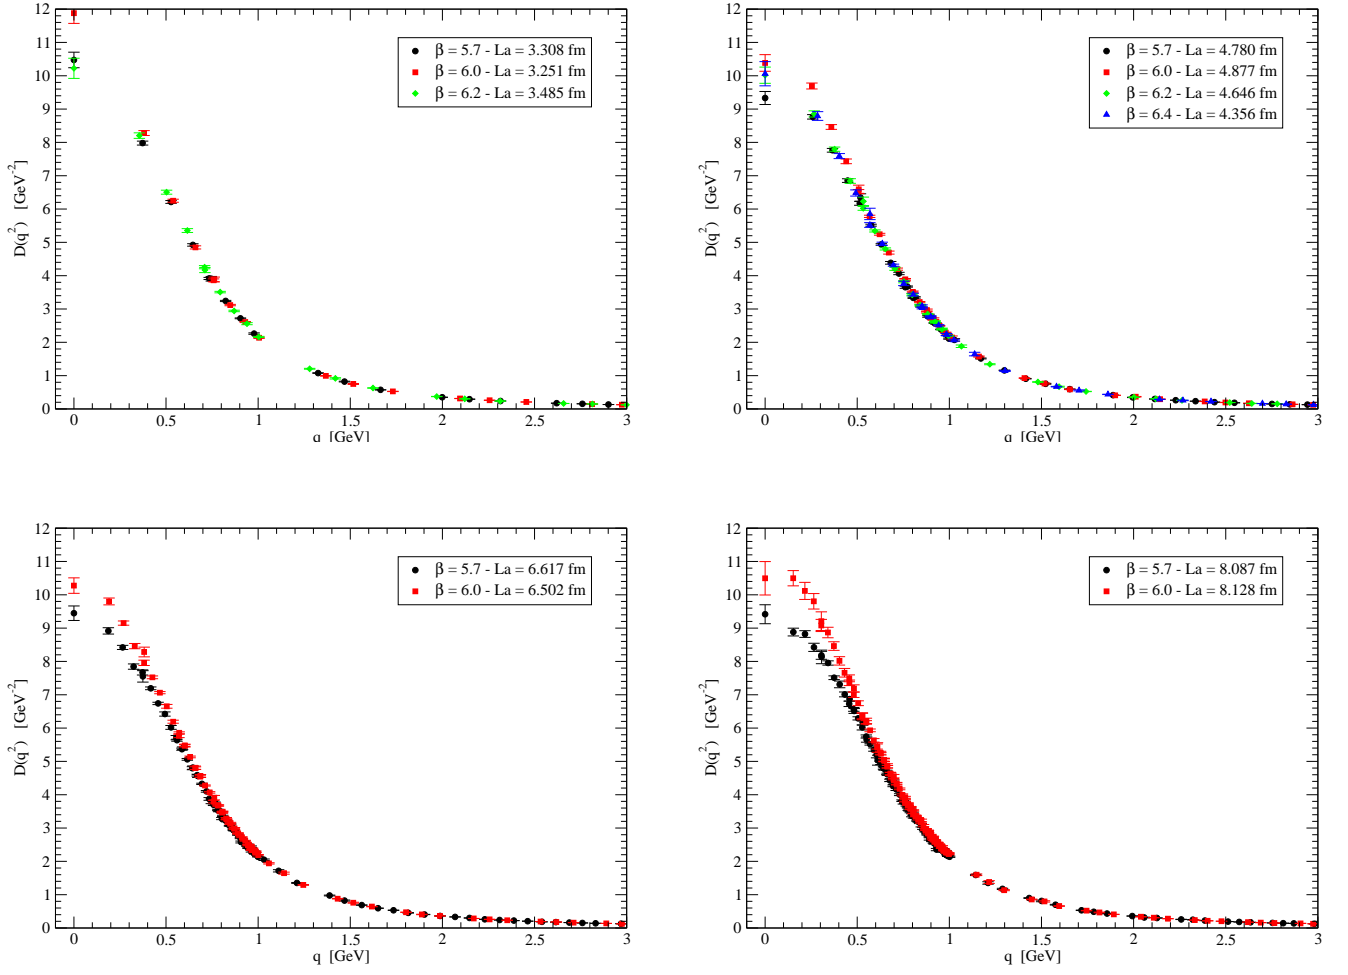 12
11
10
9
8
7
6
5
4
3
2
1
0
D(q²) [GeV⁻²]
β = 5.7 - La = 3.308 fm
β = 6.0 - La = 3.251 fm
β = 6.2 - La = 3.485 fm
0 0.5 1 1.5 2 2.5 3
q [GeV]
12
11
10
9
8
7
6
5
4
3
2
1
0
D(q²) [GeV⁻²]
β = 5.7 - La = 4.780 fm
β = 6.0 - La = 4.877 fm
β = 6.2 - La = 4.646 fm
β = 6.4 - La = 4.356 fm
0 0.5 1 1.5 2 2.5 3
q [GeV]
12
11
10
9
8
7
6
5
4
3
2
1
0
D(q²) [GeV⁻²]
β = 5.7 - La = 6.617 fm
β = 6.0 - La = 6.502 fm
0 0.5 1 1.5 2 2.5 3
q [GeV]
12
11
10
9
8
7
6
5
4
3
2
1
0
D(q²) [GeV⁻²]
β = 5.7 - La = 8.087 fm
β = 6.0 - La = 8.128 fm
0 0.5 1 1.5 2 2.5 3
q [GeV]